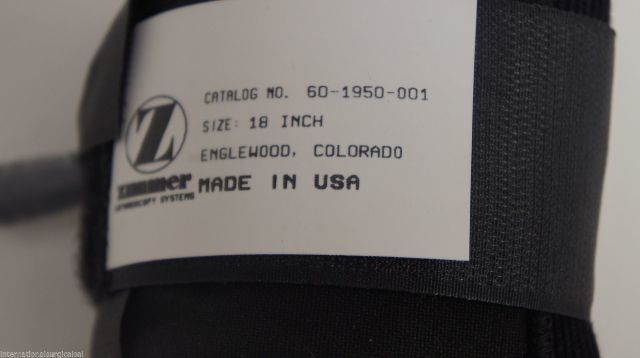 CATALOG NO. 60-1950-001
SIZE: 18 INCH
ENGLEWOOD, COLORADO
MADE IN USA
Z
zimmer
ARTHROSCOPY SYSTEMS